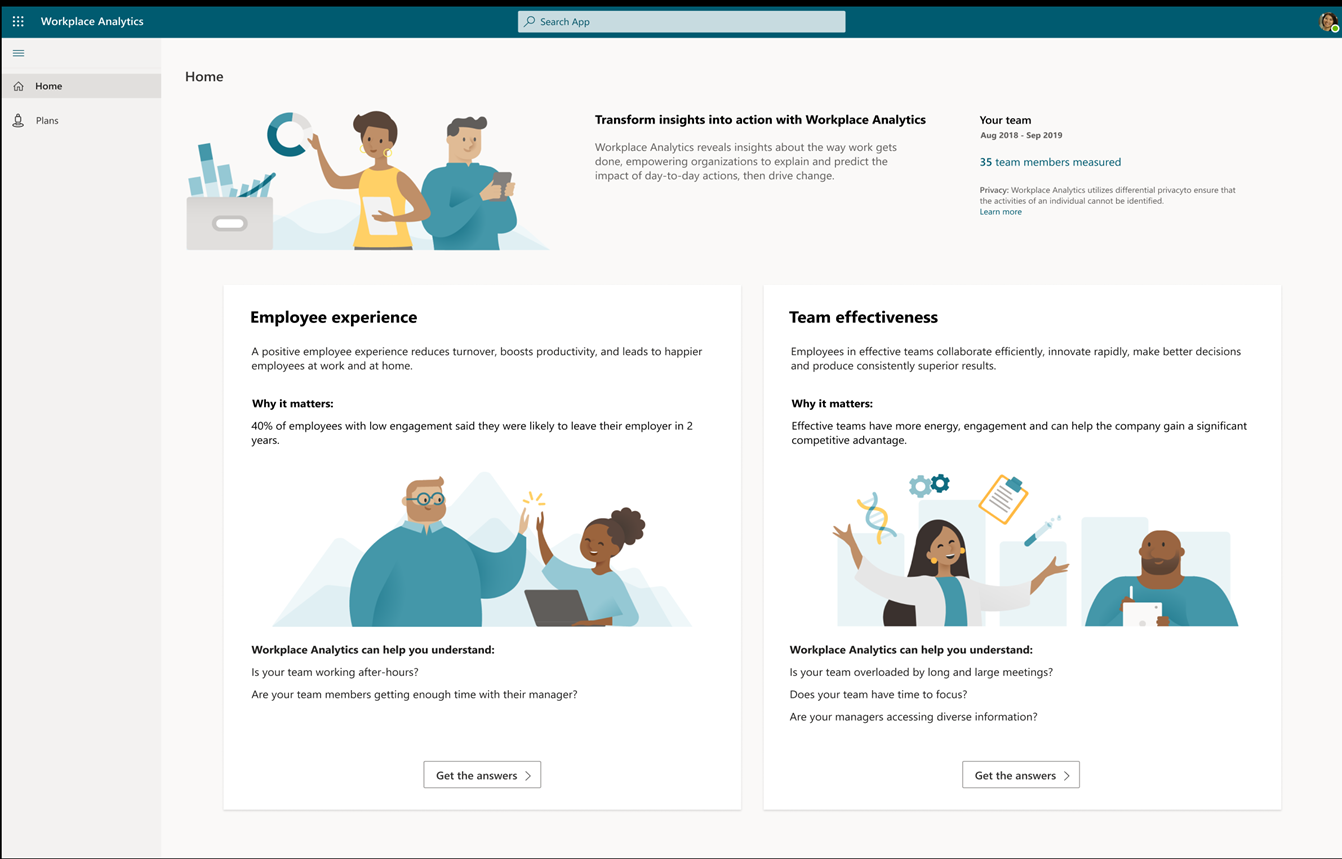 Workplace Analytics
Search App
Home
Plans
Home
Transform insights into action with Workplace Analytics
Workplace Analytics reveals insights about the way work gets
done, empowering organizations to explain and predict the
impact of day-to-day actions, then drive change.
Your team
Aug 2018 - Sep 2019
35 team members measured
Privacy: Workplace Analytics utilizes differential privacyto ensure that
the activities of an individual cannot be identified.
Learn more
Employee experience
A positive employee experience reduces turnover, boosts productivity, and leads to happier
employees at work and at home.
Why it matters:
40% of employees with low engagement said they were likely to leave their employer in 2
years.
Workplace Analytics can help you understand:
Is your team working after-hours?
Are your team members getting enough time with their manager?
Get the answers
Team effectiveness
Employees in effective teams collaborate efficiently, innovate rapidly, make better decisions
and produce consistently superior results.
Why it matters:
Effective teams have more energy, engagement and can help the company gain a significant
competitive advantage.
Workplace Analytics can help you understand:
Is your team overloaded by long and large meetings?
Does your team have time to focus?
Are your managers accessing diverse information?
Get the answers